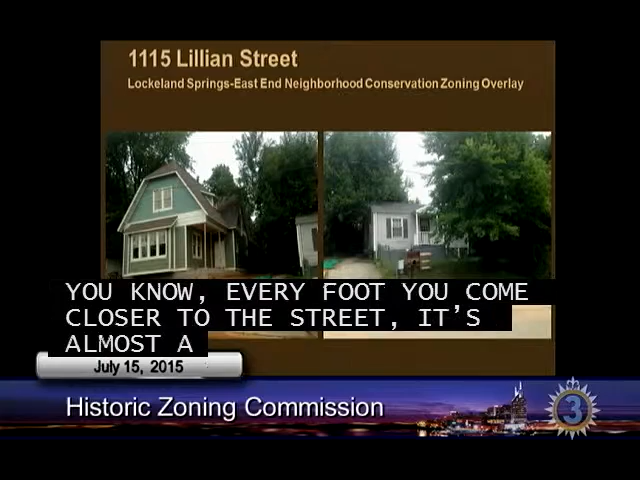 1115 Lillian Street
Lockeland Springs-East End Neighborhood Conservation Zoning Overlay
YOU KNOW, EVERY FOOT YOU COME
CLOSER TO THE STREET, IT'S
ALMOST A
July 15, 2015
Historic Zoning Commission
3